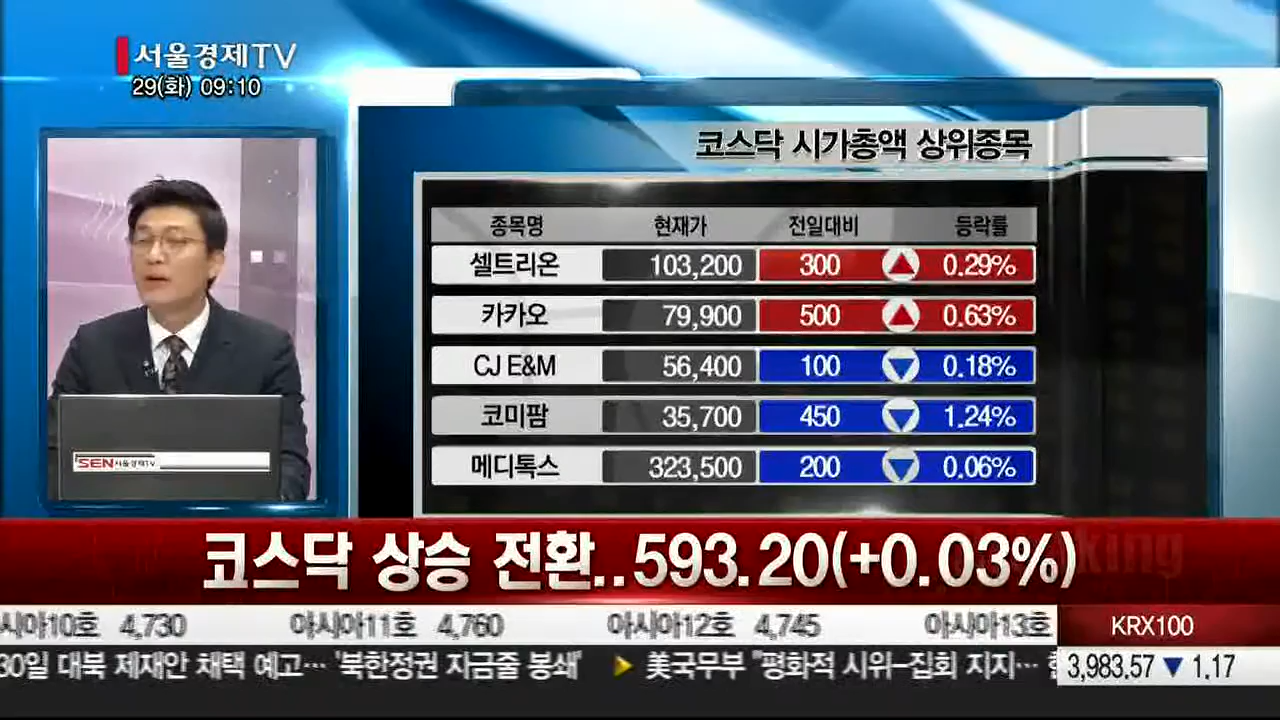 서울경제TV
29(화) 09:10
코스닥 시가총액 상위종목
종목명 현재가 전일대비 등락률
셀트리온 103,200 300 ▲ 0.29%
카카오 79,900 500 ▲ 0.63%
CJ E&M 56,400 100 ▼ 0.18%
코미팜 35,700 450 ▼ 1.24%
메디톡스 323,500 200 ▼ 0.06%
SEN 서울경제TV
코스닥 상승 전환..593.20(+0.03%)
아시아10호 4,730 아시아11호 4,760 아시아12호 4,745 아시아13호
KRX100
30일 대북 제재안 채택 예고… '북한정권 자금줄 봉쇄' ▶ 美국무부 "평화적 시위-집회 지지…
3,983.57 ▼ 1.17